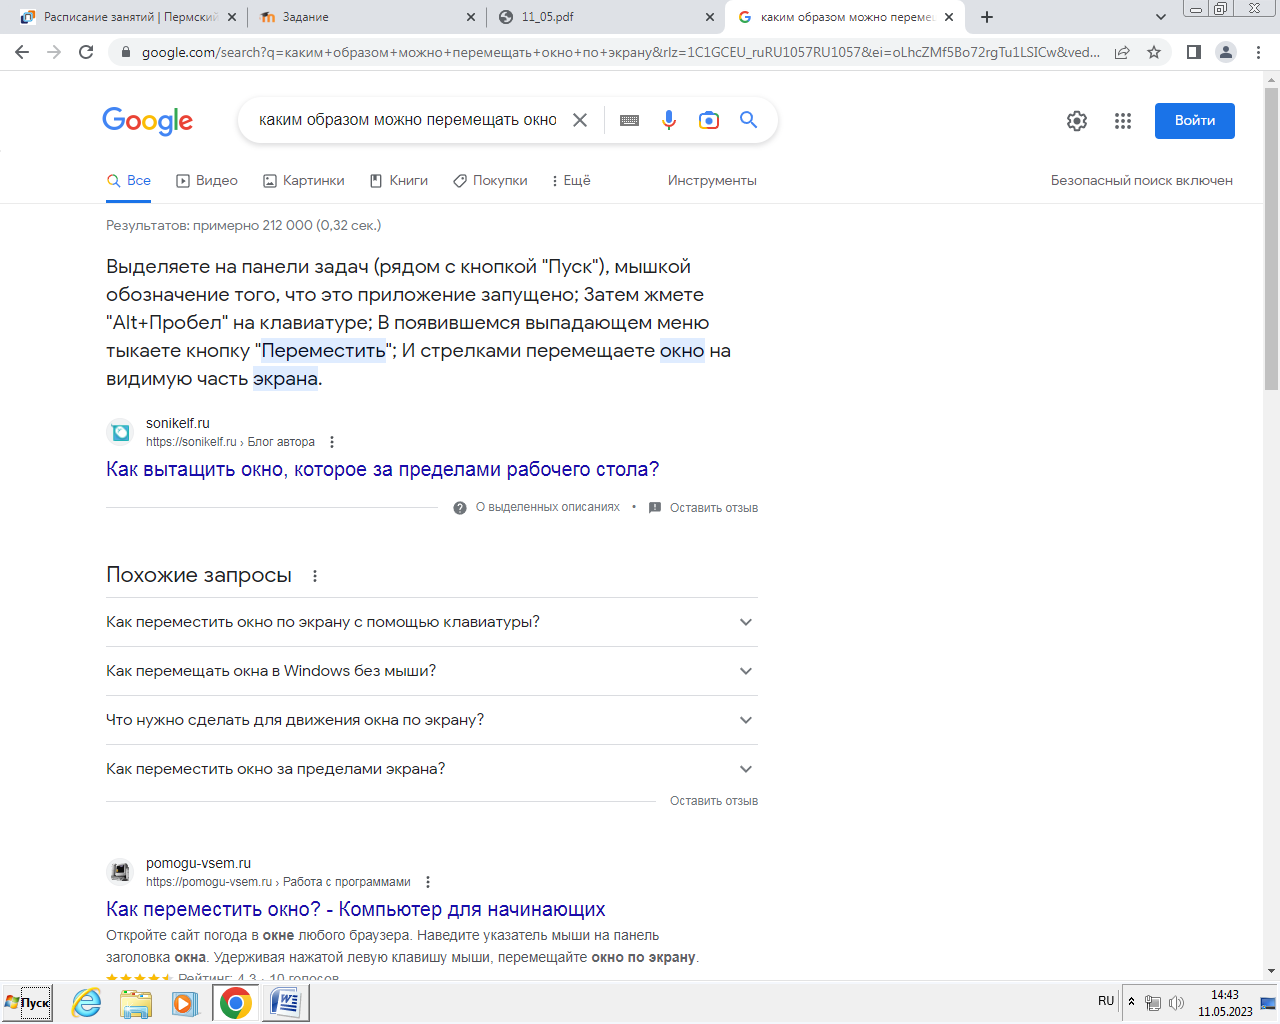 Расписание занятий | Пермский
Задание
11_05.pdf
каким образом можно перемещ
google.com/search?q=каким+образом+можно+перемещать+окно+по+экрану&rlz=1C1GCEU_ruRU1057RU1057&ei=oLhcZMf5Bo72rgTu1LSICw&ved...
Google
каким образом можно перемещать окно
Войти
Все
Видео
Картинки
Книги
Покупки
Ещё
Инструменты
Безопасный поиск включен
Результатов: примерно 212 000 (0,32 сек.)
Выделяете на панели задач (рядом с кнопкой "Пуск"), мышкой
обозначение того, что это приложение запущено; Затем жмете
"Alt+Пробел" на клавиатуре; В появившемся выпадающем меню
тыкаете кнопку "Переместить"; И стрелками перемещаете окно на
видимую часть экрана.
sonikelf.ru
https://sonikelf.ru › Блог автора
Как вытащить окно, которое за пределами рабочего стола?
О выделенных описаниях • Оставить отзыв
Похожие запросы
Как переместить окно по экрану с помощью клавиатуры?
Как перемещать окна в Windows без мыши?
Что нужно сделать для движения окна по экрану?
Как переместить окно за пределами экрана?
Оставить отзыв
pomogu-vsem.ru
https://pomogu-vsem.ru › Работа с программами
Как переместить окно? - Компьютер для начинающих
Откройте сайт погода в окне любого браузера. Наведите указатель мыши на панель
заголовка окна. Удерживая нажатой левую клавишу мыши, перемещайте окно по экрану.
Рейтинг: 4,3 · 10 голосов
Пуск
RU
14:43
11.05.2023